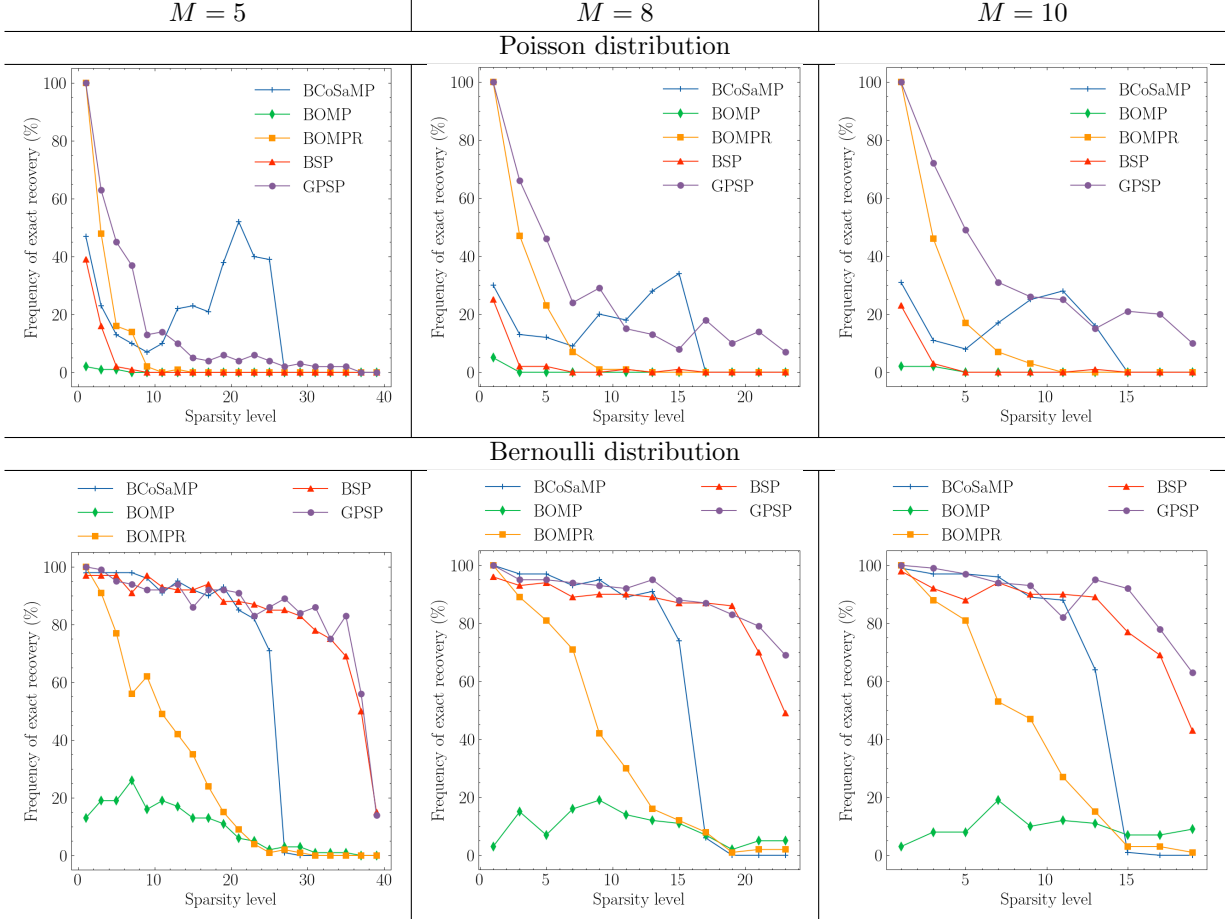 M = 5 M = 8 M = 10
Poisson distribution
Frequency of exact recovery (%)
100
80
60
40
20
0
0 10 20 30 40
Sparsity level
BCoSaMP
BOMP
BOMPR
BSP
GPSP
Frequency of exact recovery (%)
100
80
60
40
20
0
0 5 10 15 20
Sparsity level
BCoSaMP
BOMP
BOMPR
BSP
GPSP
Frequency of exact recovery (%)
100
80
60
40
20
0
5 10 15
Sparsity level
BCoSaMP
BOMP
BOMPR
BSP
GPSP
Bernoulli distribution
BCoSaMP BSP
BOMP GPSP
BOMPR
Frequency of exact recovery (%)
100
80
60
40
20
0
0 10 20 30 40
Sparsity level
BCoSaMP BSP
BOMP GPSP
BOMPR
Frequency of exact recovery (%)
100
80
60
40
20
0
0 5 10 15 20
Sparsity level
BCoSaMP BSP
BOMP GPSP
BOMPR
Frequency of exact recovery (%)
100
80
60
40
20
0
5 10 15
Sparsity level